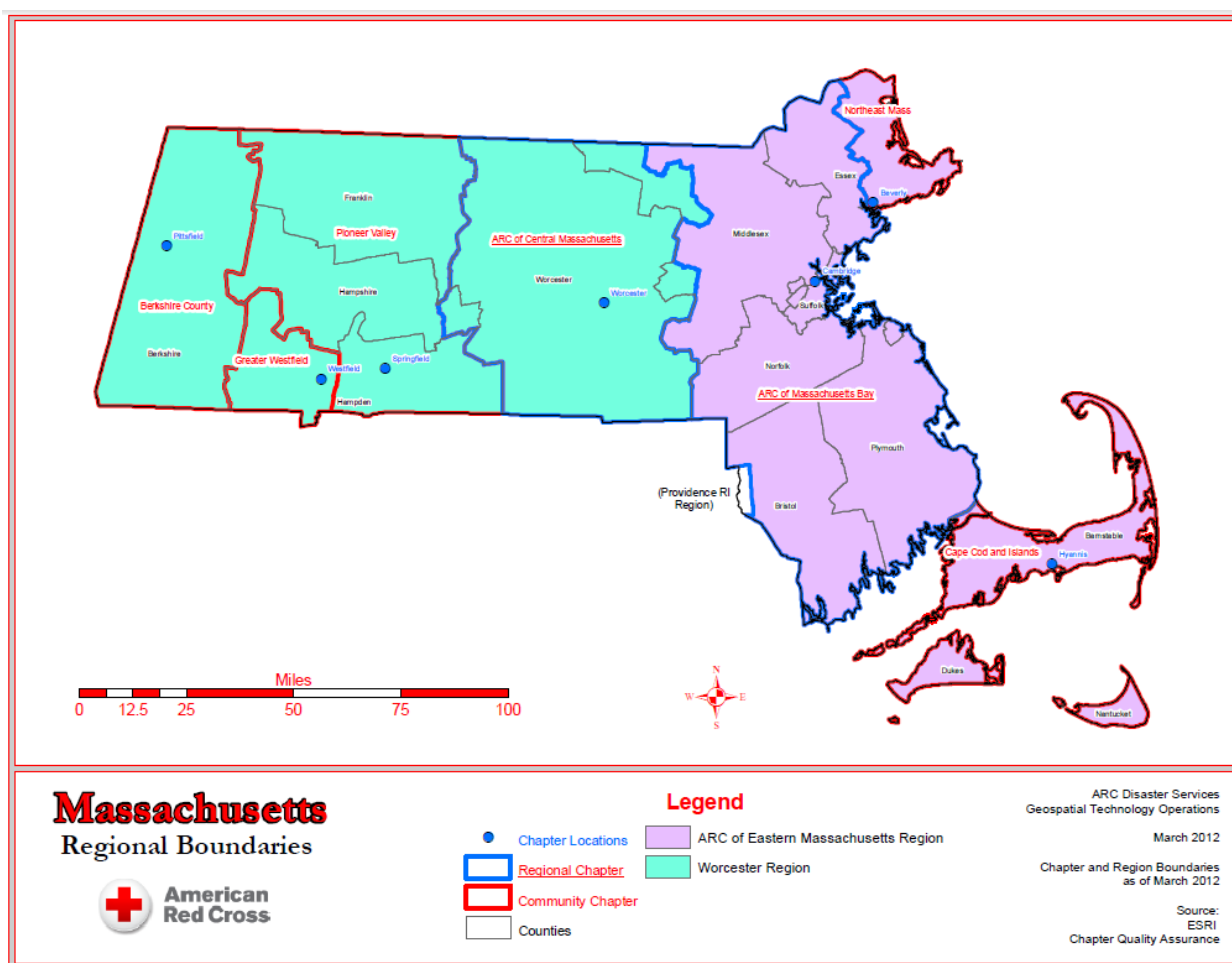 Northeast Mass
Essex
Beverly
Franklin
Pioneer Valley
Pittsfield
ARC of Central Massachusetts
Middlesex
Worcester
Worcester
Cambridge
Suffolk
Hampshire
Berkshire County
Berkshire
Greater Westfield
Westfield
Springfield
Hampden
Norfolk
ARC of Massachusetts Bay
Plymouth
(Providence RI
Region)
Bristol
Barnstable
Cape Cod and Islands
Hyannis
Dukes
Nantucket
Miles
0 12.5 25 50 75 100
N
W E
S
Massachusetts
Regional Boundaries
American
Red Cross
Legend
Chapter Locations
Regional Chapter
Community Chapter
Counties
ARC of Eastern Massachusetts Region
Worcester Region
ARC Disaster Services
Geospatial Technology Operations
March 2012
Chapter and Region Boundaries
as of March 2012
Source:
ESRI
Chapter Quality Assurance